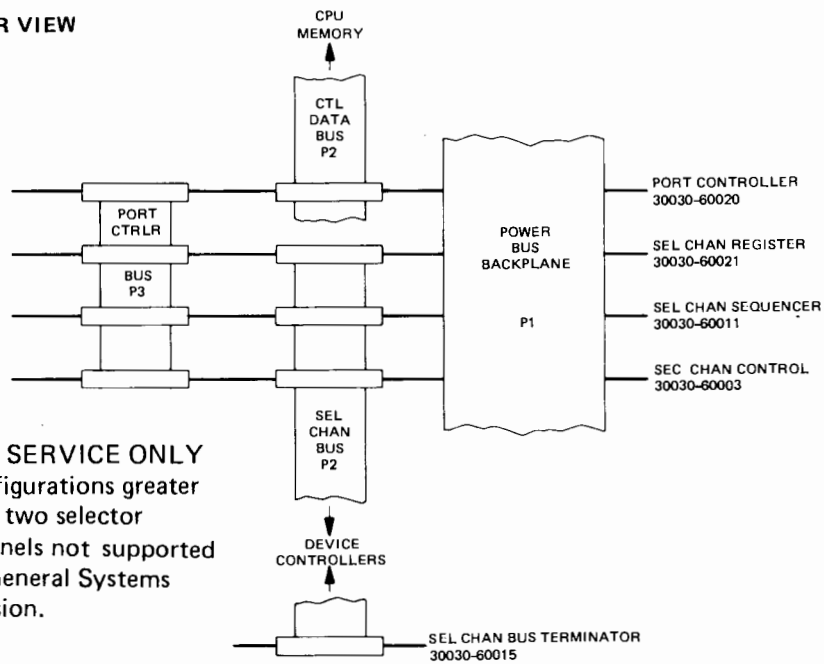 R VIEW
CPU
MEMORY
CTL
DATA
BUS
P2
PORT
CTRLR
BUS
P3
POWER
BUS
BACKPLANE
P1
PORT CONTROLLER
30030-60020
SEL CHAN REGISTER
30030-60021
SEL CHAN SEQUENCER
30030-60011
SEC CHAN CONTROL
30030-60003
SEL
CHAN
BUS
P2
SERVICE ONLY
figurations greater
two selector
nels not supported
General Systems
sion.
DEVICE
CONTROLLERS
SEL CHAN BUS TERMINATOR
30030-60015